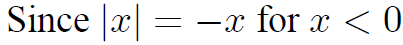 Since |x| = −x for x < 0